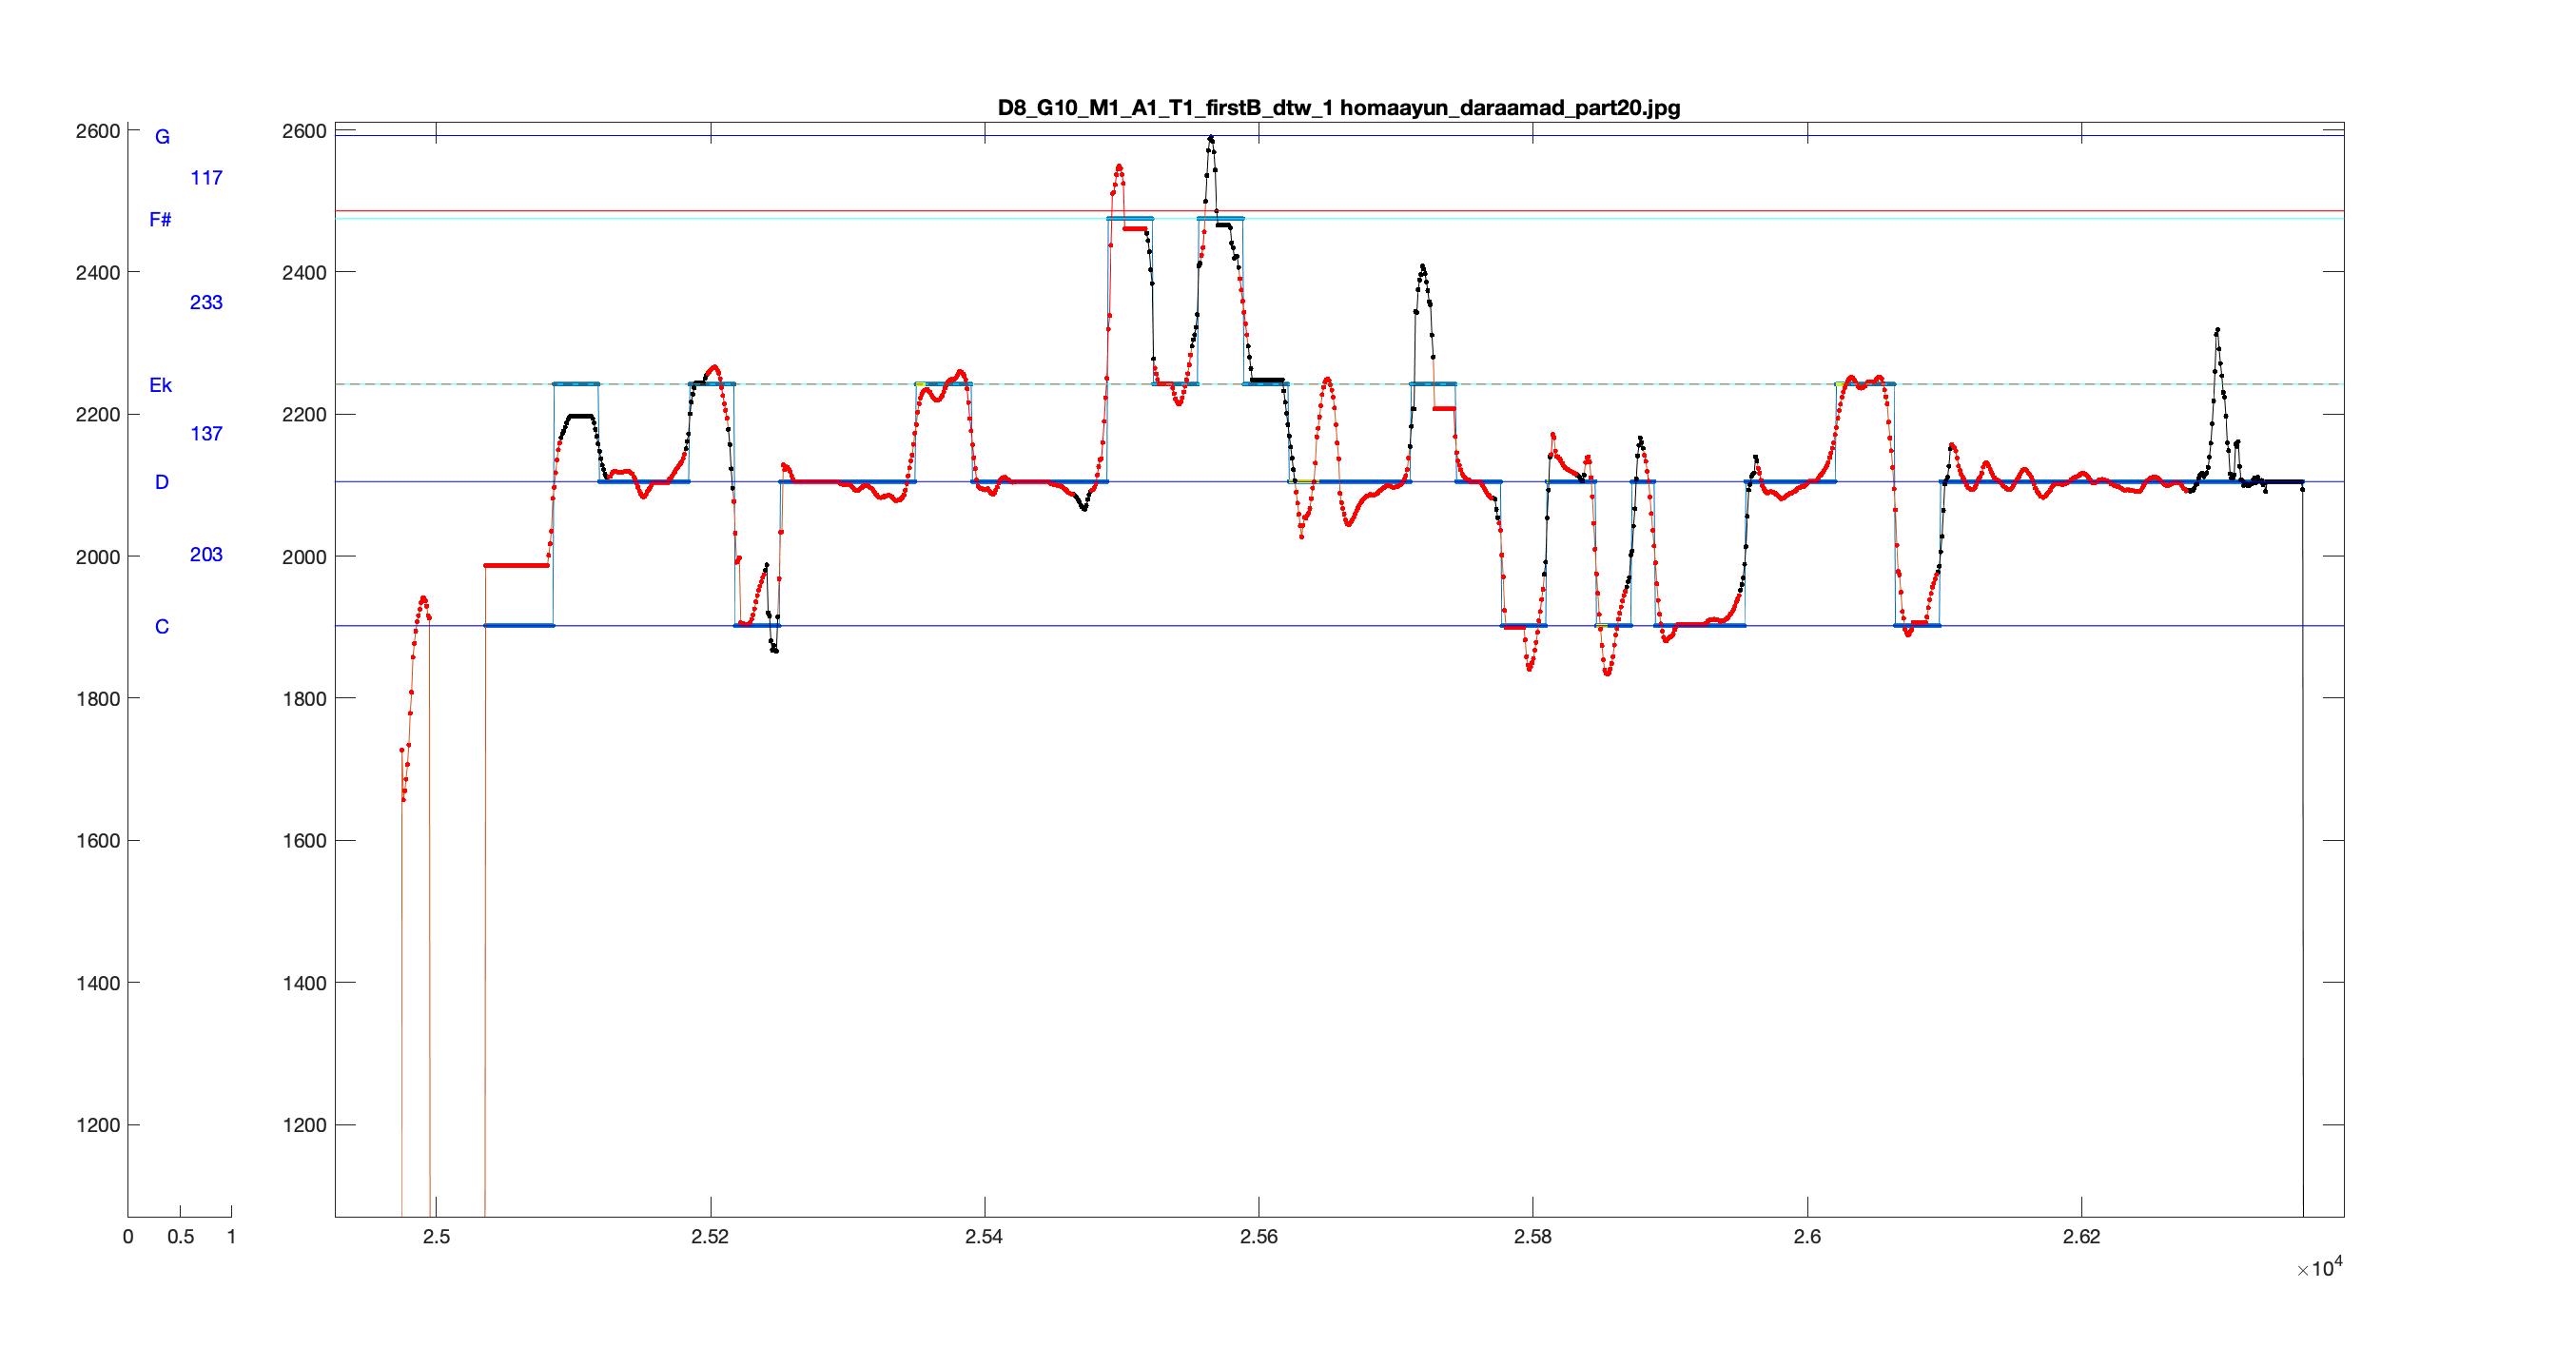 D8_G10_M1_A1_T1_firstB_dtw_1 homaayun_daraamad_part20.jpg
2600 G 2600
117
F#
2400 2400
233
Ek
2200 2200
137
D
2000 203 2000
C
1800 1800
1600 1600
1400 1400
1200 1200
0 0.5 1 2.5 2.52 2.54 2.56 2.58 2.6 2.62
×10^4